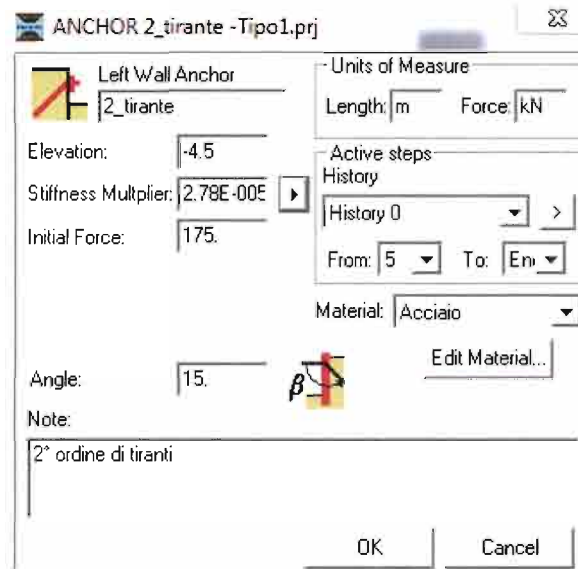 ANCHOR 2_tirante -Tipo1.prj
Left Wall Anchor
2_tirante
Units of Measure
Length: m Force: kN
Elevation: -4.5
Stiffness Multplier: 2.78E-005
Initial Force: 175.
Active steps
History
History 0 >
From: 5 To: En
Material: Acciaio
Edit Material...
Angle: 15.
β
Note:
2° ordine di tiranti
OK Cancel